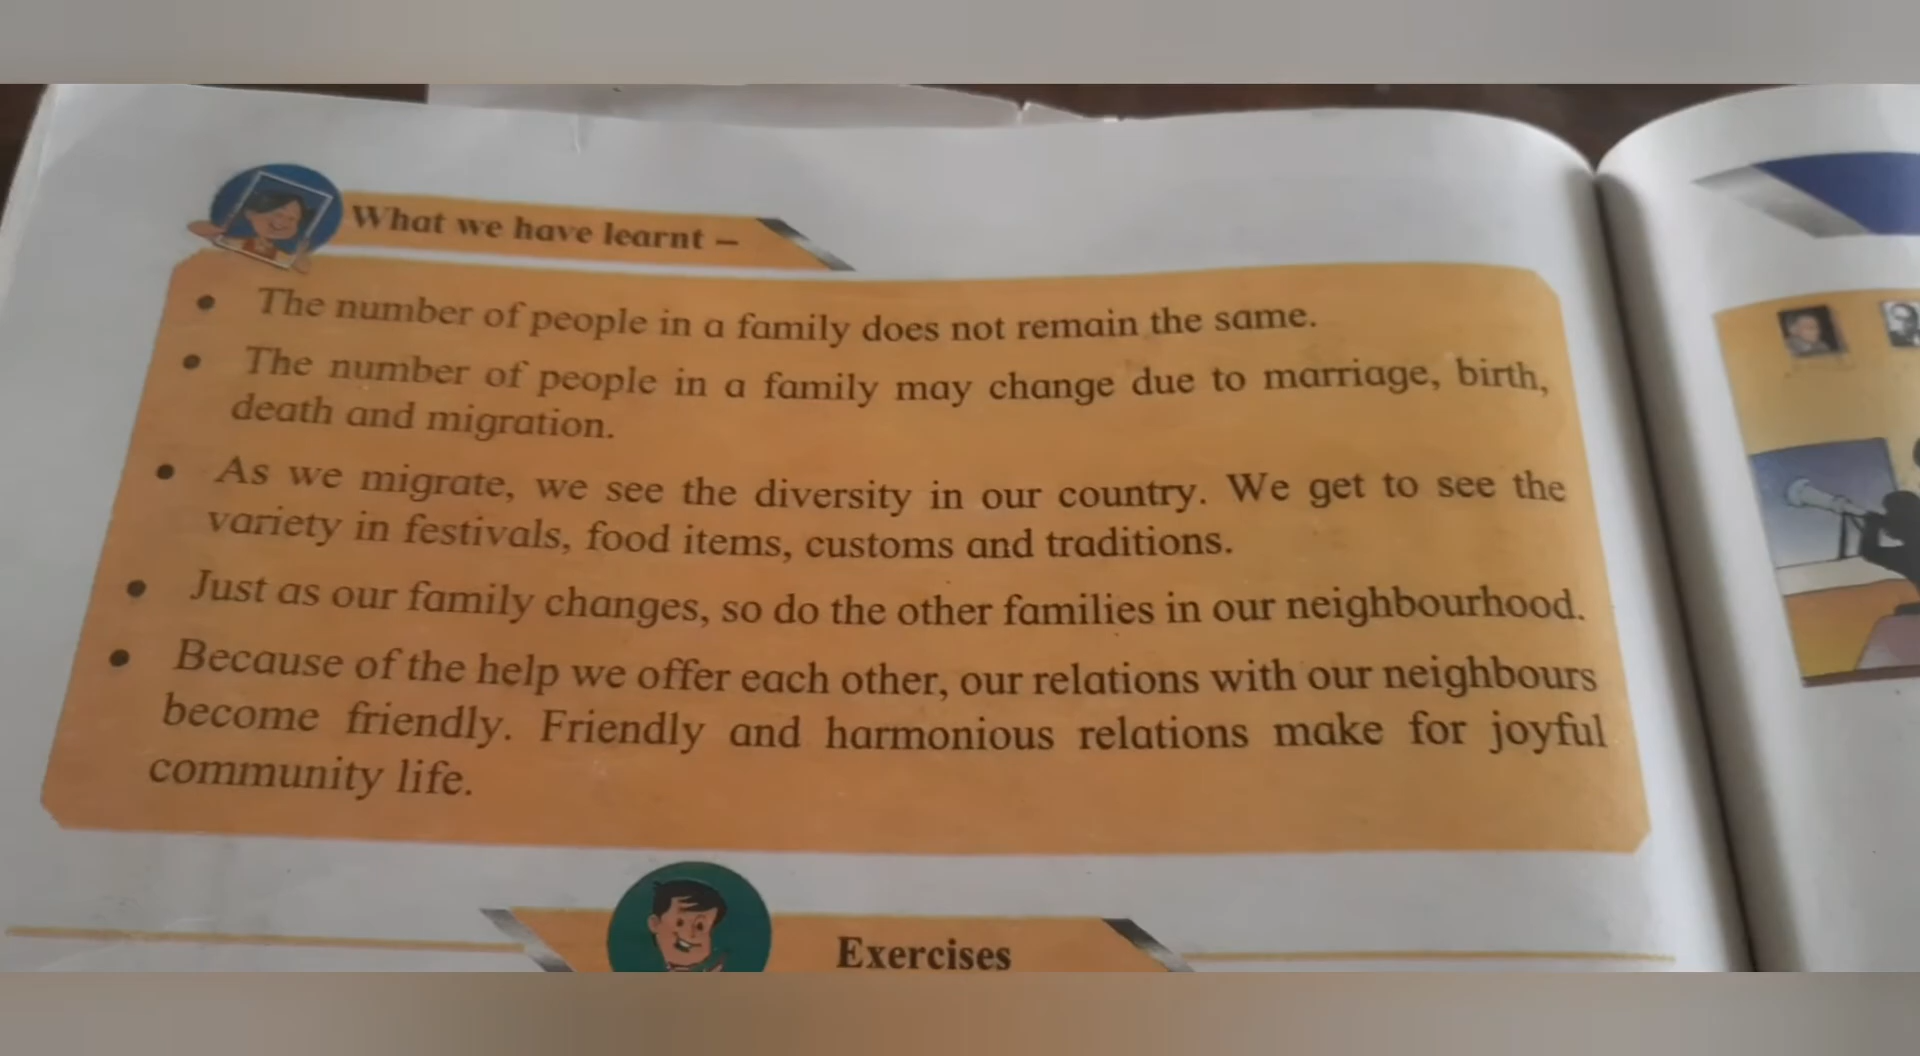 What we have learnt –
• The number of people in a family does not remain the same.
• The number of people in a family may change due to marriage, birth,
death and migration.
• As we migrate, we see the diversity in our country. We get to see the
variety in festivals, food items, customs and traditions.
• Just as our family changes, so do the other families in our neighbourhood.
• Because of the help we offer each other, our relations with our neighbours
become friendly. Friendly and harmonious relations make for joyful
community life.
Exercises